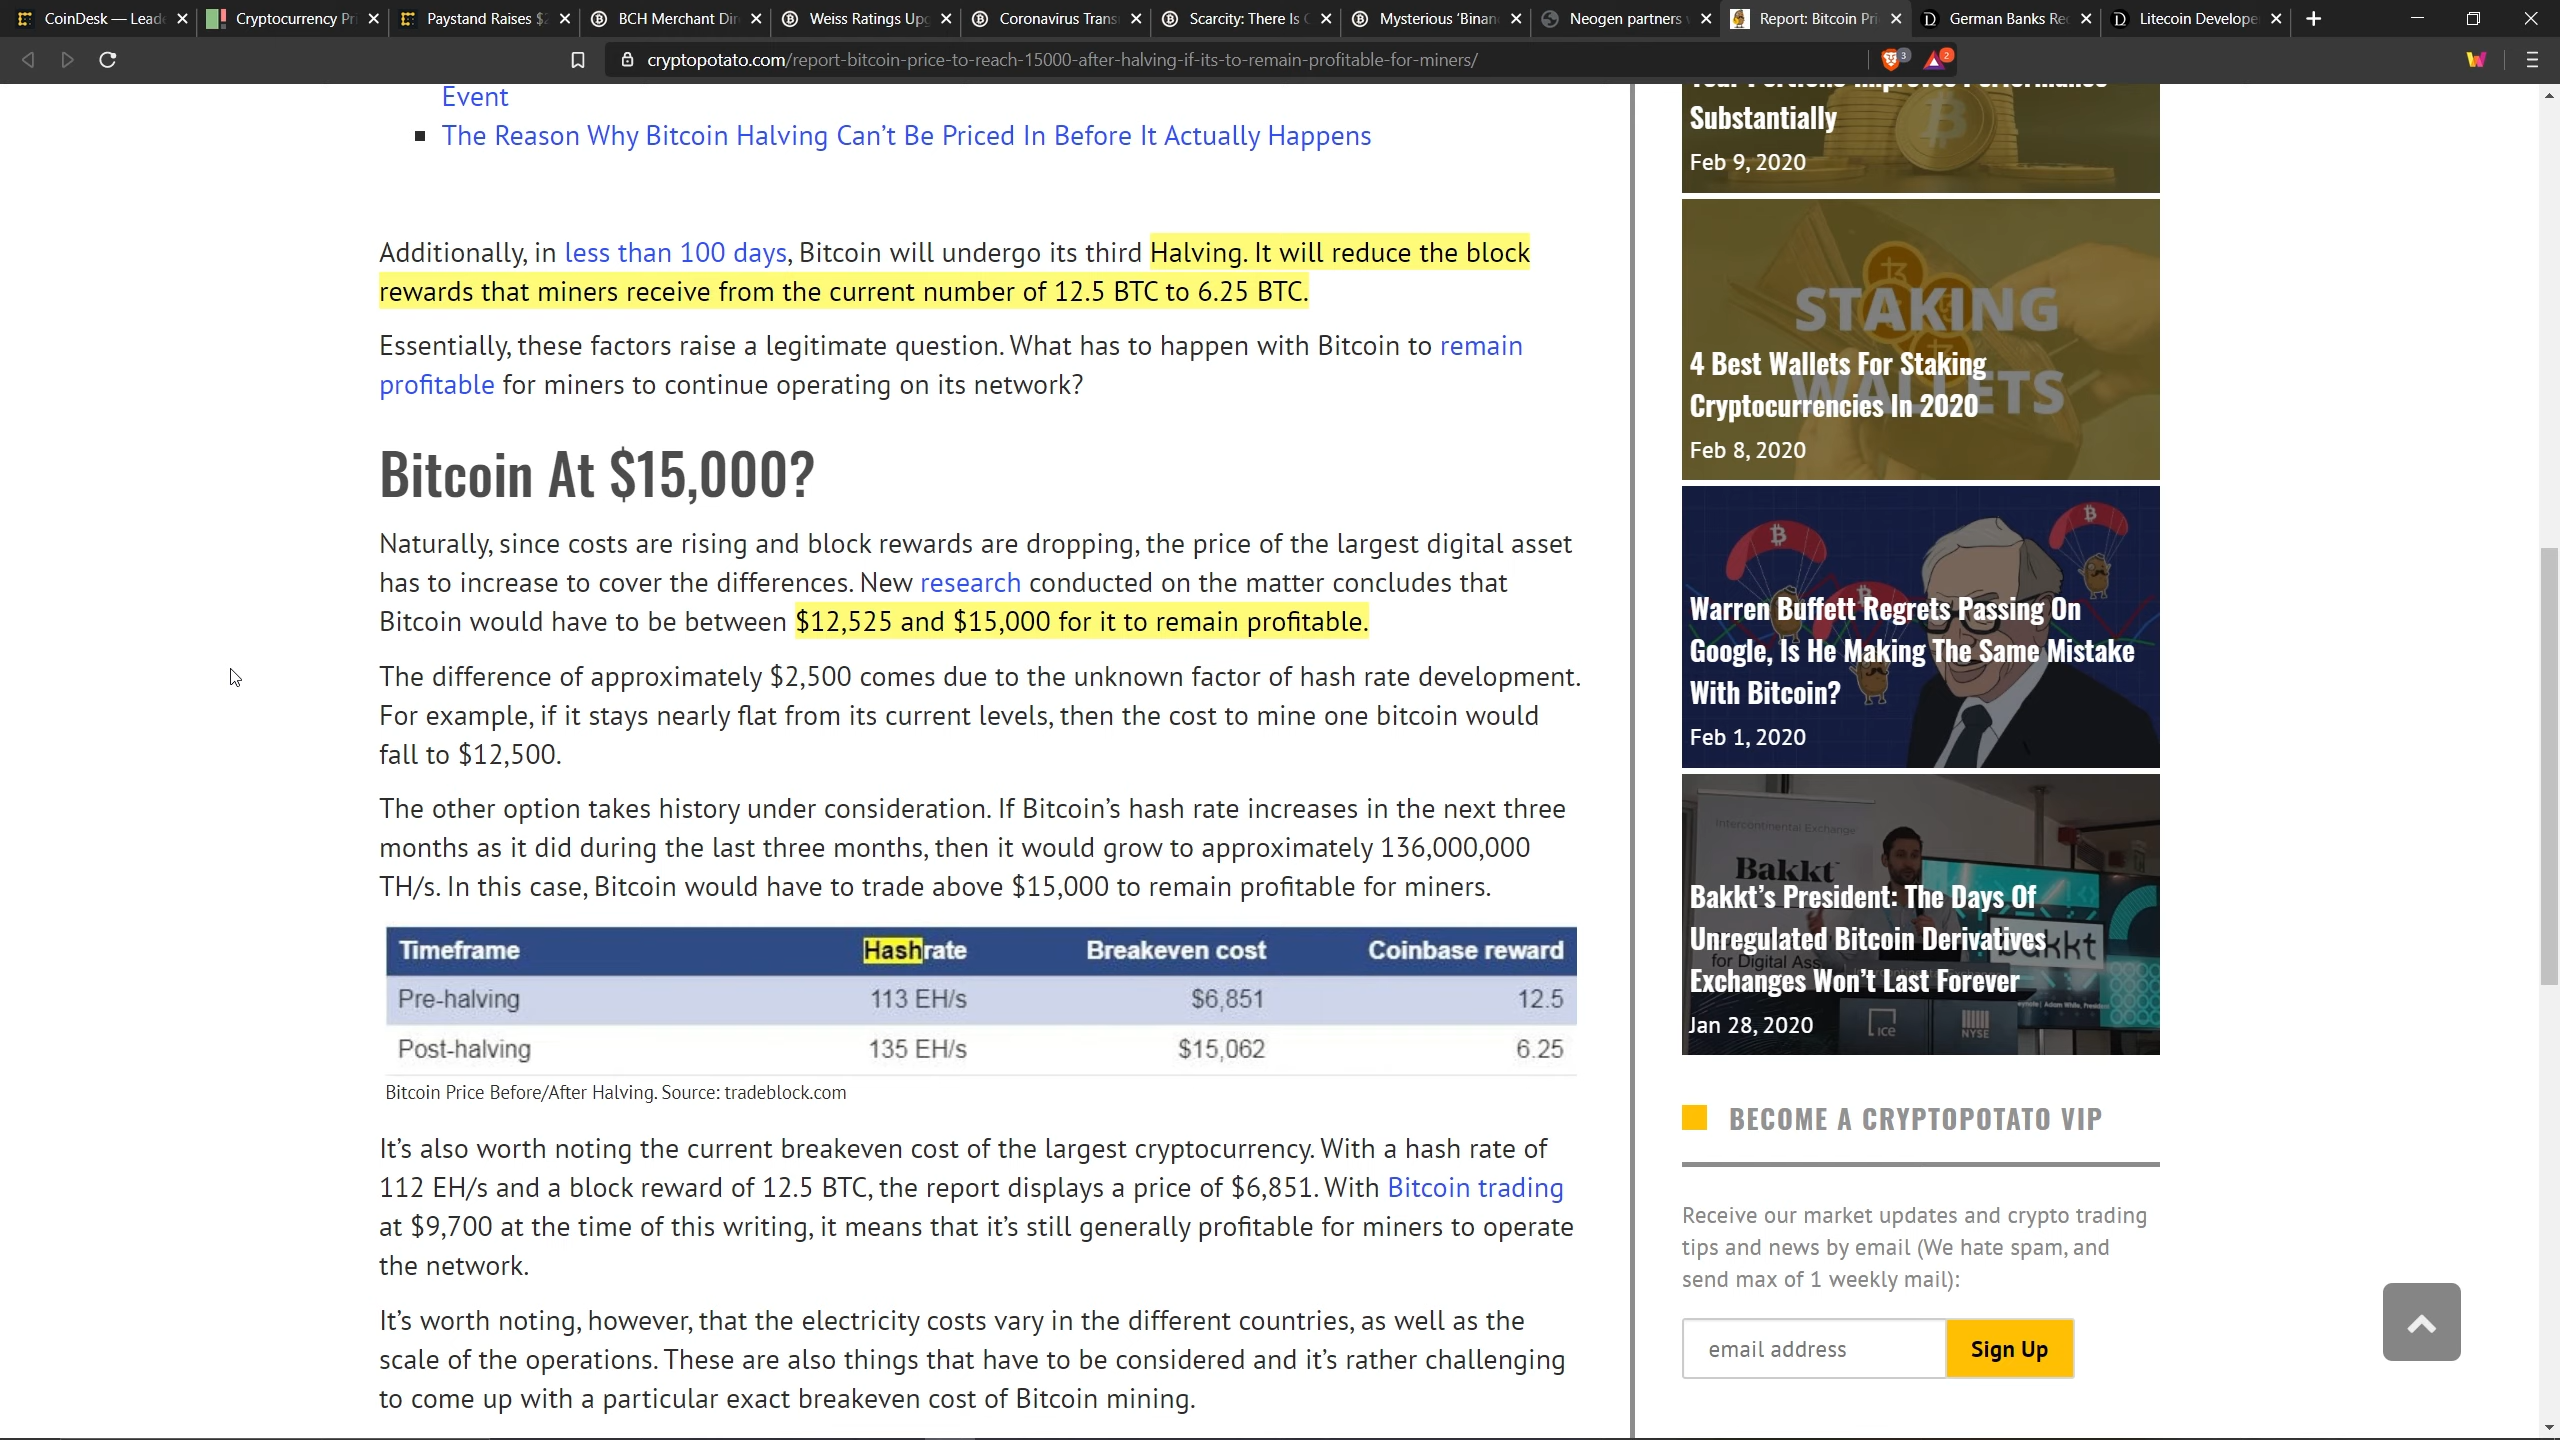 CoinDesk — Lead
Cryptocurrency Pr
Paystand Raises $
BCH Merchant Dir
Weiss Ratings Upg
Coronavirus Trans
Scarcity: There Is
Mysterious ‘Binan
Neogen partners
Report: Bitcoin Pri
German Banks Re
Litecoin Develope
cryptopotato.com/report-bitcoin-price-to-reach-15000-after-halving-if-its-to-remain-profitable-for-miners/
3
2
Event
The Reason Why Bitcoin Halving Can’t Be Priced In Before It Actually Happens
Additionally, in less than 100 days, Bitcoin will undergo its third Halving. It will reduce the block
rewards that miners receive from the current number of 12.5 BTC to 6.25 BTC.
Essentially, these factors raise a legitimate question. What has to happen with Bitcoin to remain
profitable for miners to continue operating on its network?
Bitcoin At $15,000?
Naturally, since costs are rising and block rewards are dropping, the price of the largest digital asset
has to increase to cover the differences. New research conducted on the matter concludes that
Bitcoin would have to be between $12,525 and $15,000 for it to remain profitable.
The difference of approximately $2,500 comes due to the unknown factor of hash rate development.
For example, if it stays nearly flat from its current levels, then the cost to mine one bitcoin would
fall to $12,500.
The other option takes history under consideration. If Bitcoin’s hash rate increases in the next three
months as it did during the last three months, then it would grow to approximately 136,000,000
TH/s. In this case, Bitcoin would have to trade above $15,000 to remain profitable for miners.
Timeframe Hashrate Breakeven cost Coinbase reward
Pre-halving 113 EH/s $6,851 12.5
Post-halving 135 EH/s $15,062 6.25
Bitcoin Price Before/After Halving. Source: tradeblock.com
It’s also worth noting the current breakeven cost of the largest cryptocurrency. With a hash rate of
112 EH/s and a block reward of 12.5 BTC, the report displays a price of $6,851. With Bitcoin trading
at $9,700 at the time of this writing, it means that it’s still generally profitable for miners to operate
the network.
It’s worth noting, however, that the electricity costs vary in the different countries, as well as the
scale of the operations. These are also things that have to be considered and it’s rather challenging
to come up with a particular exact breakeven cost of Bitcoin mining.
Your Portfolio Improves Performance
Substantially
Feb 9, 2020
STAKING
WALLETS
4 Best Wallets For Staking
Cryptocurrencies In 2020
Feb 8, 2020
Warren Buffett Regrets Passing On
Google, Is He Making The Same Mistake
With Bitcoin?
Feb 1, 2020
Intercontinental Exchange
Bakkt
for Digital Ass
bakkt
Bakkt’s President: The Days Of
Unregulated Bitcoin Derivatives
Exchanges Won’t Last Forever
Jan 28, 2020
ice
NYSE
BECOME A CRYPTOPOTATO VIP
Receive our market updates and crypto trading
tips and news by email (We hate spam, and
send max of 1 weekly mail):
email address
Sign Up